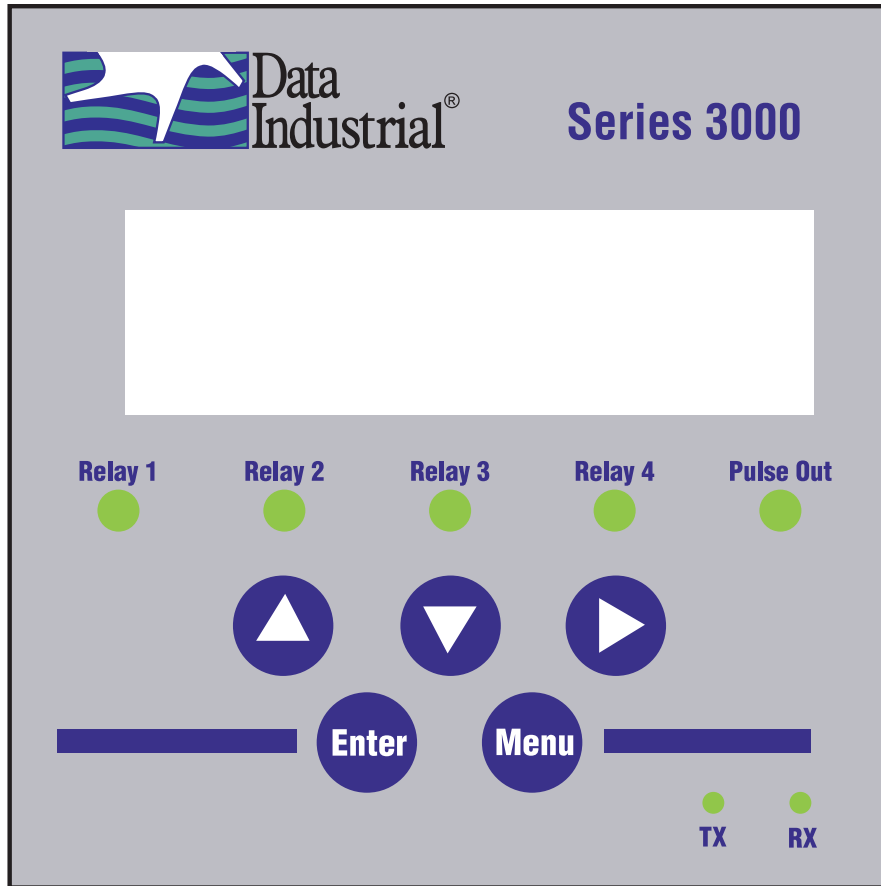 Data
Industrial®
Series 3000
Relay 1
Relay 2
Relay 3
Relay 4
Pulse Out
Enter
Menu
TX
RX